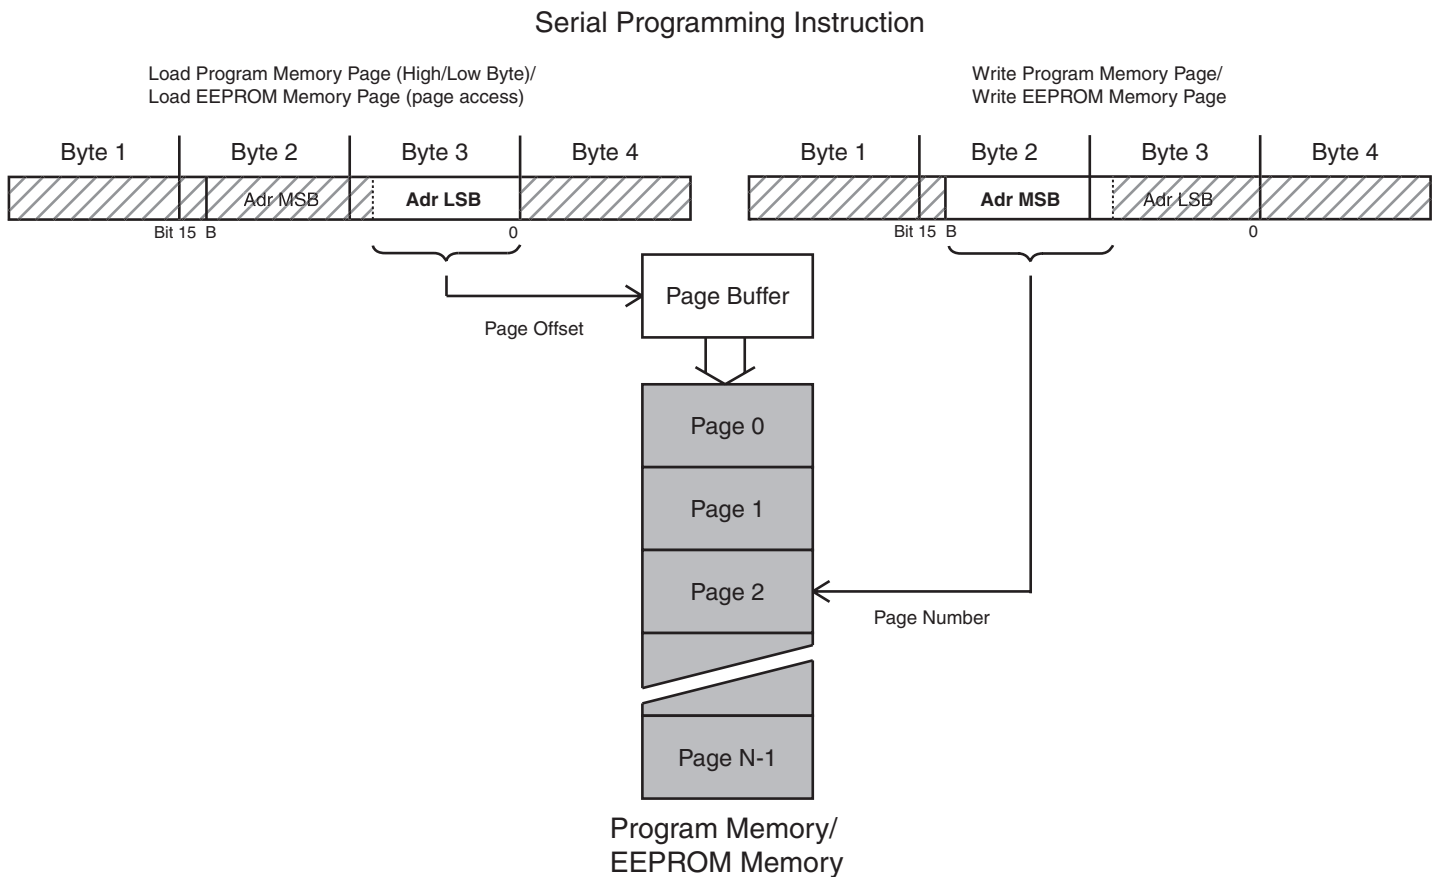 Serial Programming Instruction
Load Program Memory Page (High/Low Byte)/
Load EEPROM Memory Page (page access)
Write Program Memory Page/
Write EEPROM Memory Page
Byte 1 Byte 2 Byte 3 Byte 4
Adr MSB Adr LSB
Bit 15 B 0
Byte 1 Byte 2 Byte 3 Byte 4
Adr MSB Adr LSB
Bit 15 B 0
Page Buffer
Page Offset
Page 0
Page 1
Page 2
Page Number
Page N-1
Program Memory/
EEPROM Memory